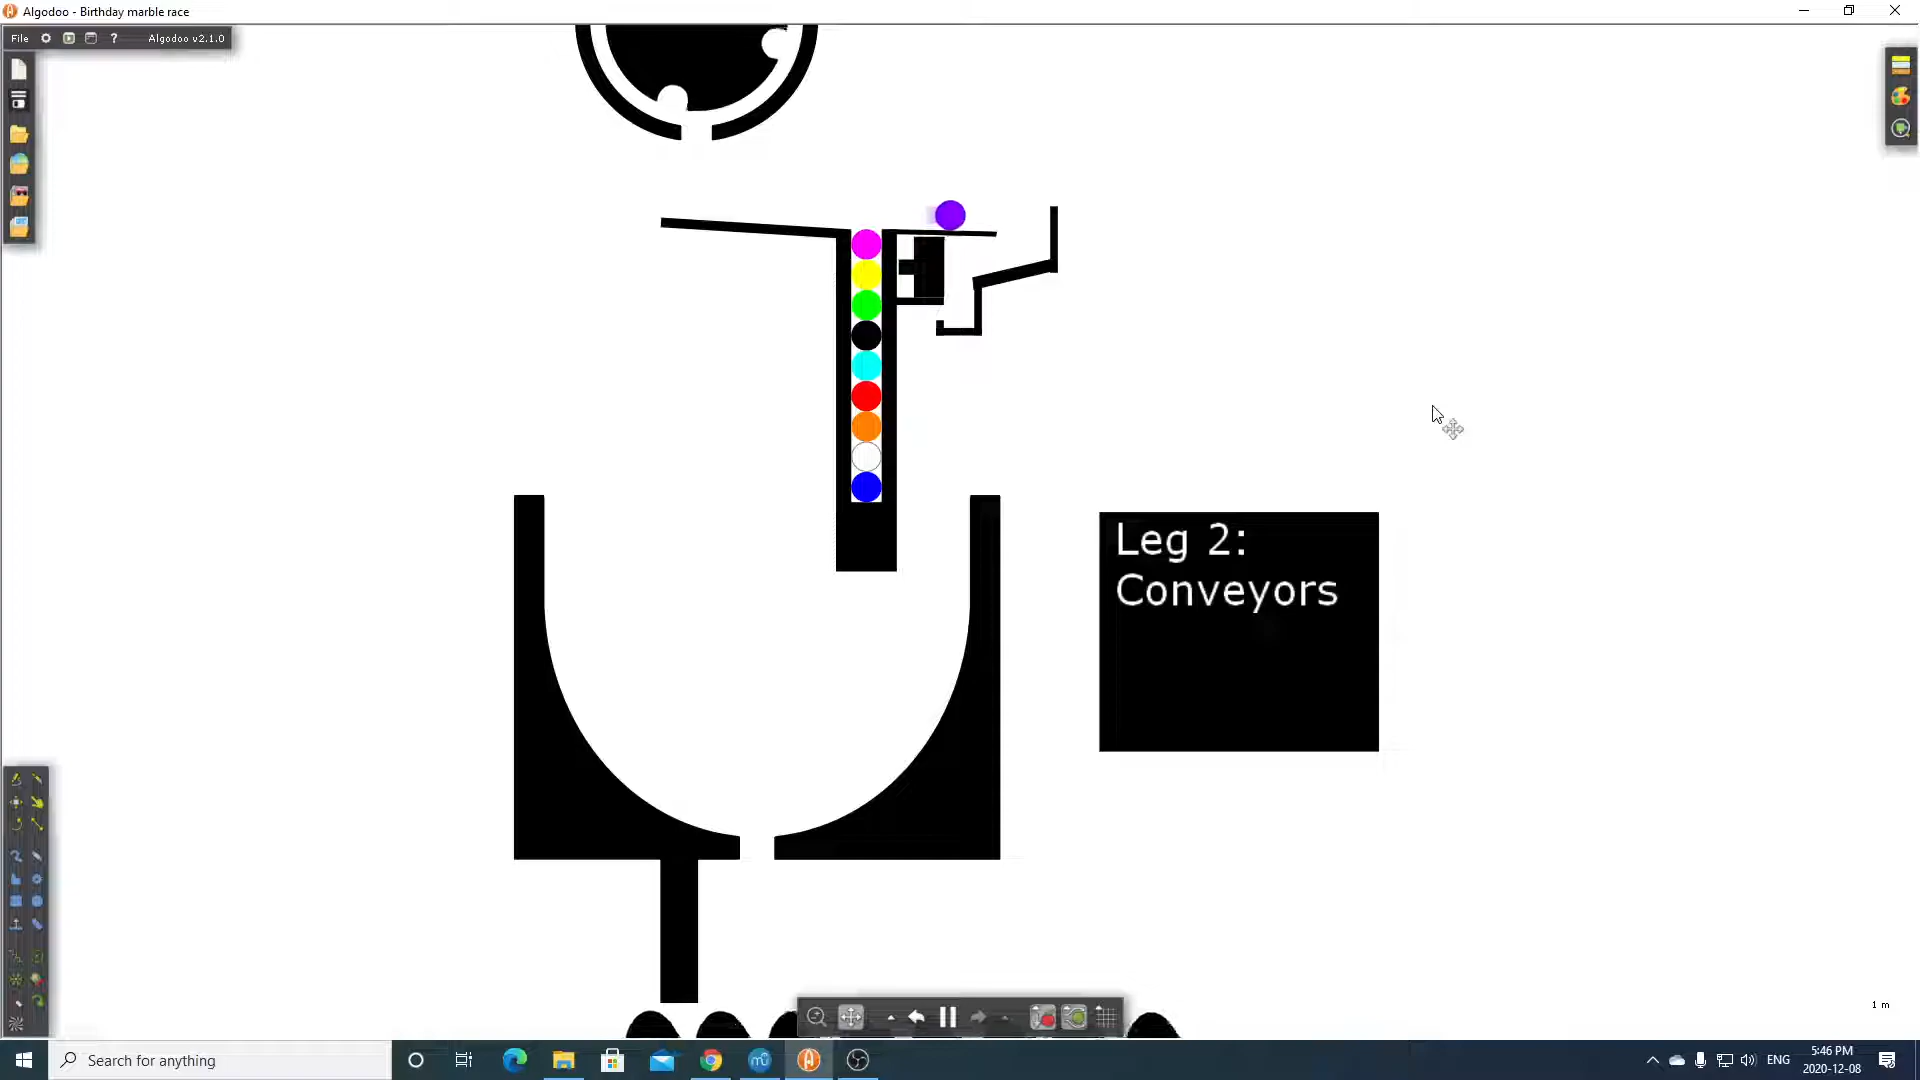 Algodoo - Birthday marble race
File ? Algodoo v2.1.0
Leg 2:
Conveyors
1 m
Search for anything
ENG
5:46 PM
2020-12-08